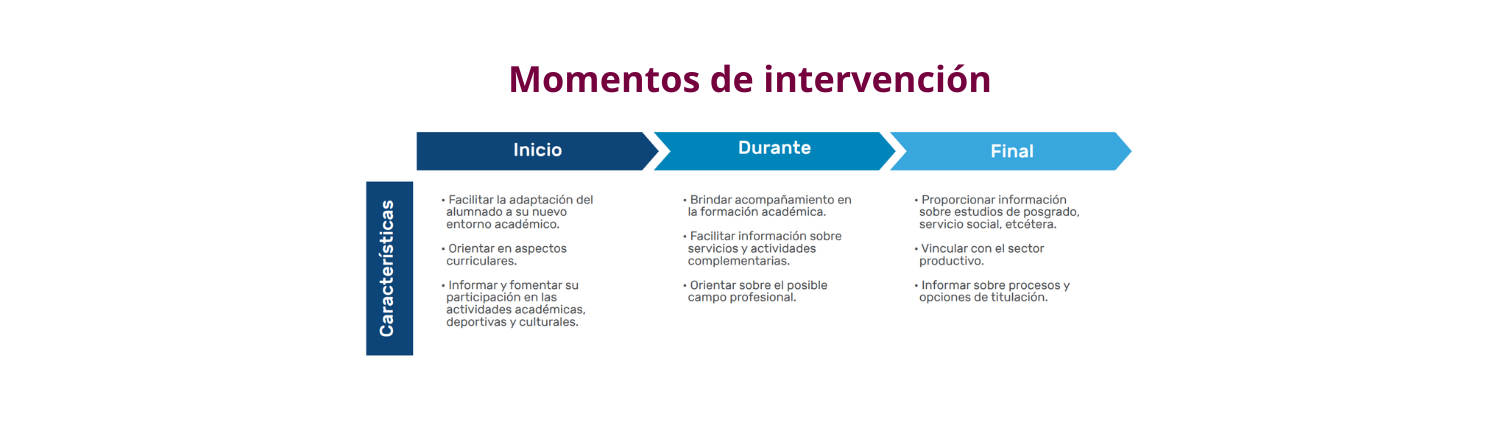 Momentos de intervención
Inicio
Durante
Final
Características
• Facilitar la adaptación del
alumnado a su nuevo
entorno académico.
• Orientar en aspectos
curriculares.
• Informar y fomentar su
participación en las
actividades académicas,
deportivas y culturales.
• Brindar acompañamiento en
la formación académica.
• Facilitar información sobre
servicios y actividades
complementarias.
• Orientar sobre el posible
campo profesional.
• Proporcionar información
sobre estudios de posgrado,
servicio social, etcétera.
• Vincular con el sector
productivo.
• Informar sobre procesos y
opciones de titulación.